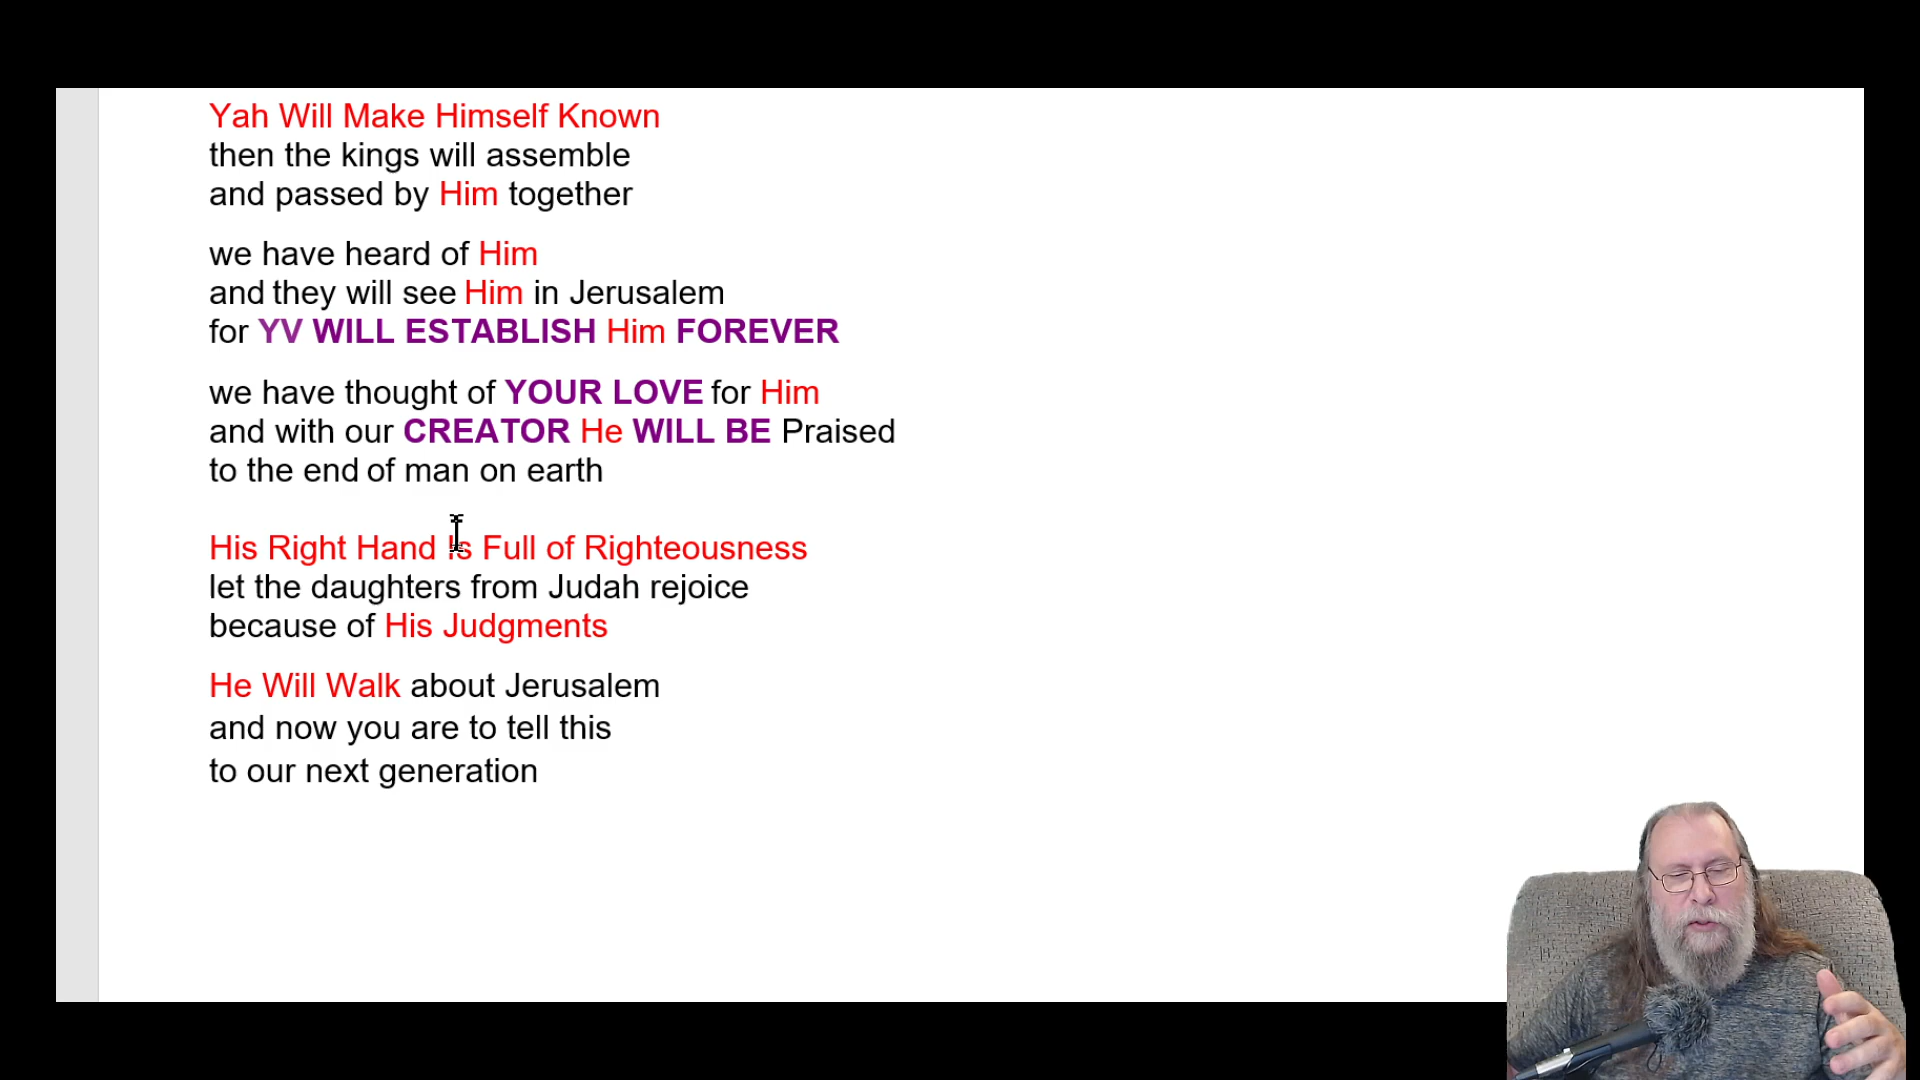 Yah Will Make Himself Known
then the kings will assemble
and passed by Him together
we have heard of Him
and they will see Him in Jerusalem
for YV WILL ESTABLISH Him FOREVER
we have thought of YOUR LOVE for Him
and with our CREATOR He WILL BE Praised
to the end of man on earth
His Right Hand Is Full of Righteousness
let the daughters from Judah rejoice
because of His Judgments
He Will Walk about Jerusalem
and now you are to tell this
to our next generation